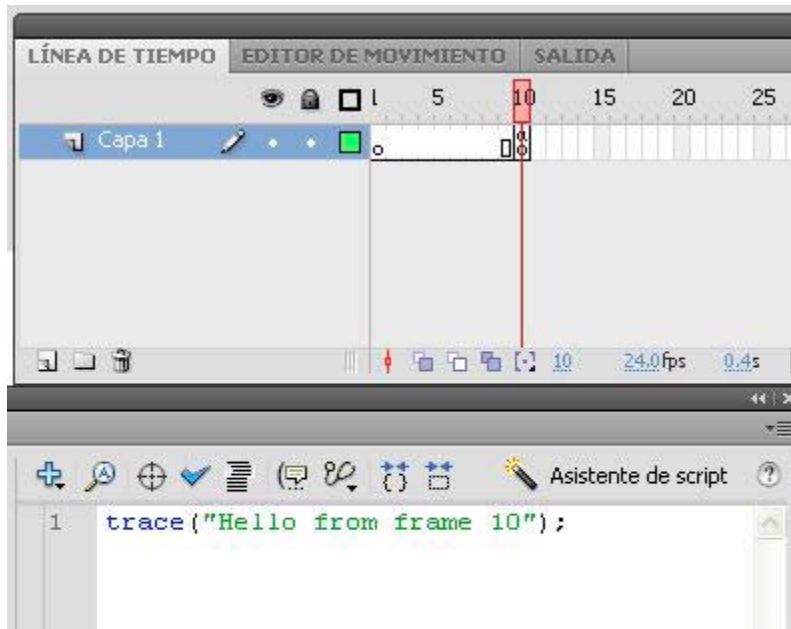 LÍNEA DE TIEMPO EDITOR DE MOVIMIENTO SALIDA
1 5 10 15 20 25
Capa 1
10 24.0fps 0.4s
Asistente de script
1 trace("Hello from frame 10");